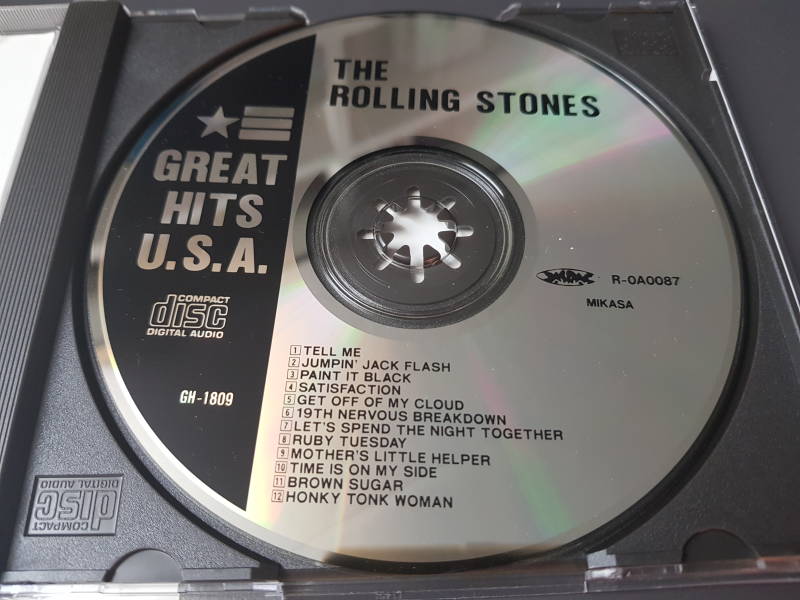 THE
ROLLING STONES
GREAT
HITS
U.S.A.
COMPACT
disc
DIGITAL AUDIO
GH-1809
R-0A0087
MIKASA
1 TELL ME
2 JUMPIN' JACK FLASH
3 PAINT IT BLACK
4 SATISFACTION
5 GET OFF OF MY CLOUD
6 19TH NERVOUS BREAKDOWN
7 LET'S SPEND THE NIGHT TOGETHER
8 RUBY TUESDAY
9 MOTHER'S LITTLE HELPER
10 TIME IS ON MY SIDE
11 BROWN SUGAR
12 HONKY TONK WOMAN
COMPACT
disc
DIGITAL AUDIO